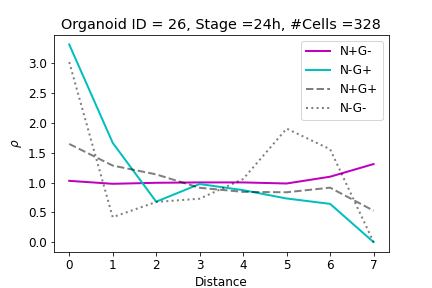 Organoid ID = 26, Stage =24h, #Cells =328
N+G-
N-G+
N+G+
N-G-
3.0
2.5
2.0
1.5
1.0
0.5
0.0
ρ
0 1 2 3 4 5 6 7
Distance